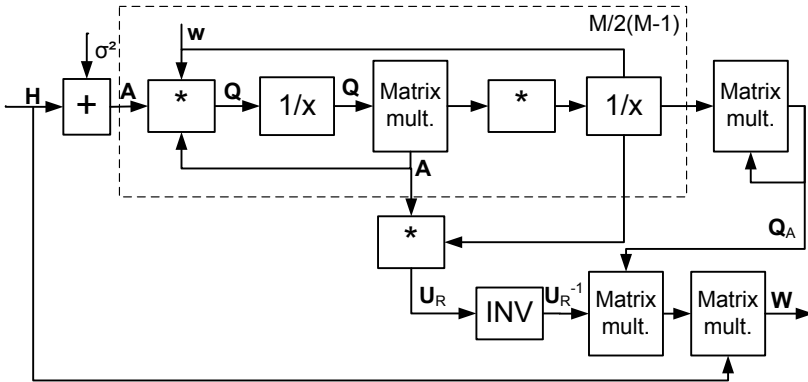 M/2(M-1)
w
σ²
H
+
A
*
Q
1/x
Q
Matrix
mult.
*
1/x
Matrix
mult.
A
*
Q_A
U_R
INV
U_R⁻¹
Matrix
mult.
Matrix
mult.
W